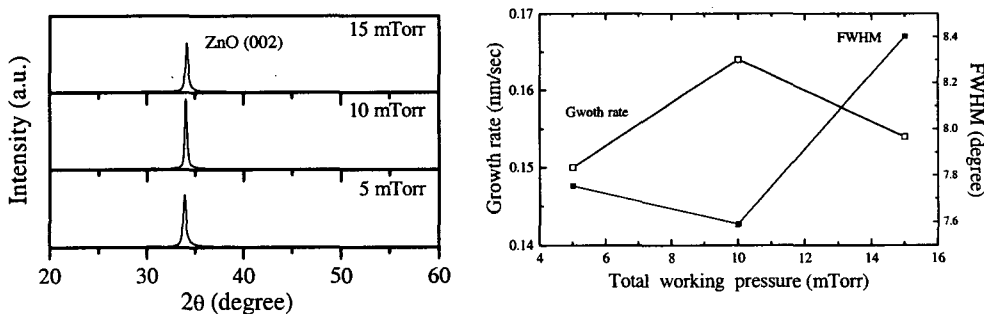 15 mTorr
ZnO (002)
10 mTorr
5 mTorr
Intensity (a.u.)
20 30 40 50 60
2θ (degree)
0.17
0.16
0.15
0.14
Growth rate (nm/sec)
Gwoth rate
FWHM
8.4
8.2
8.0
7.8
7.6
FWHM (degree)
4 6 8 10 12 14 16
Total working pressure (mTorr)